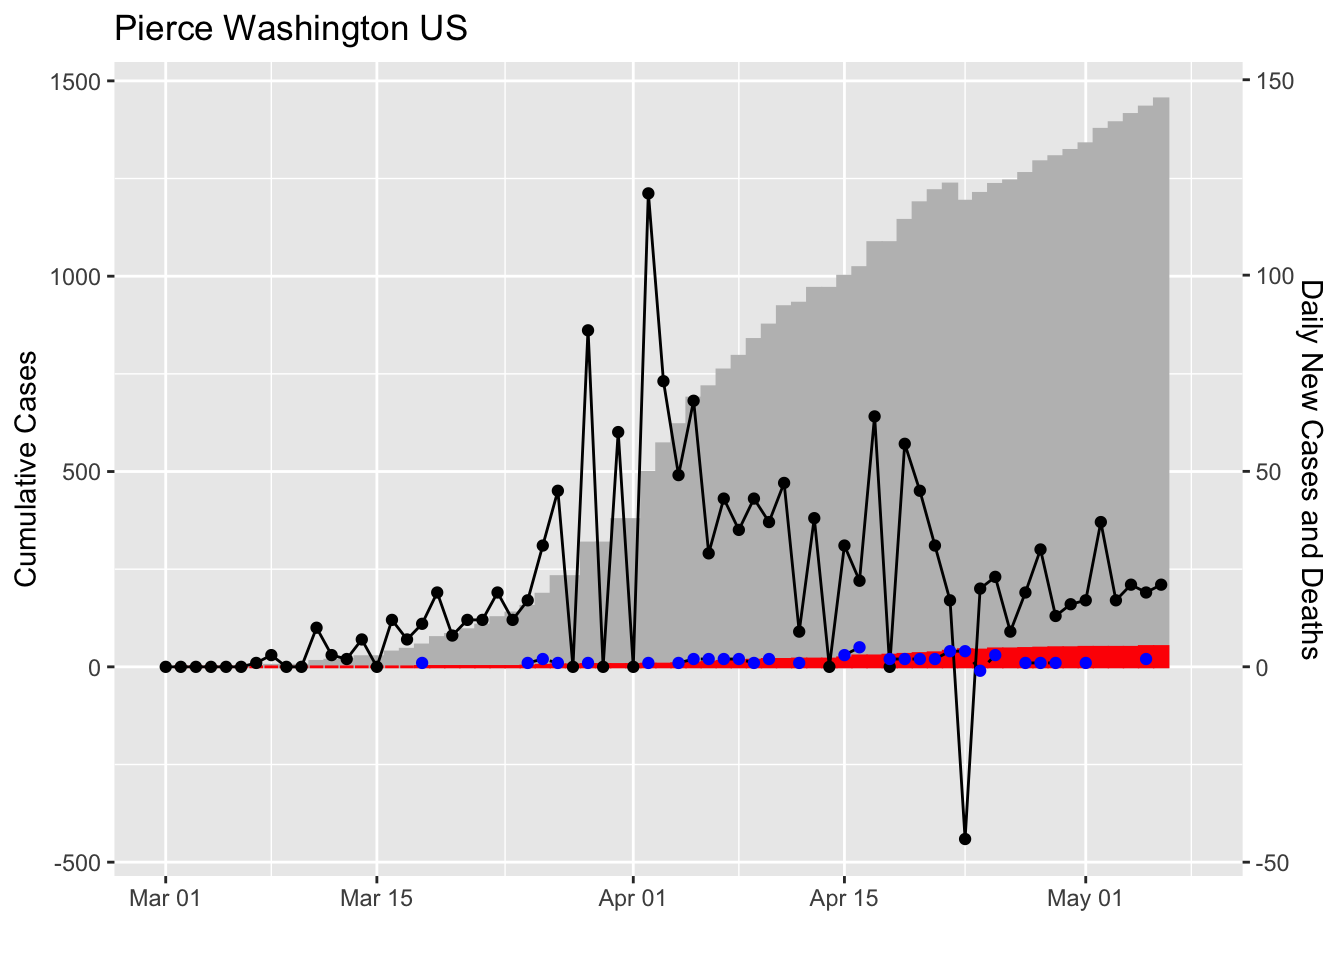 Pierce Washington US
1500
1000
500
0
-500
150
100
50
0
-50
Cumulative Cases
Daily New Cases and Deaths
Mar 01
Mar 15
Apr 01
Apr 15
May 01